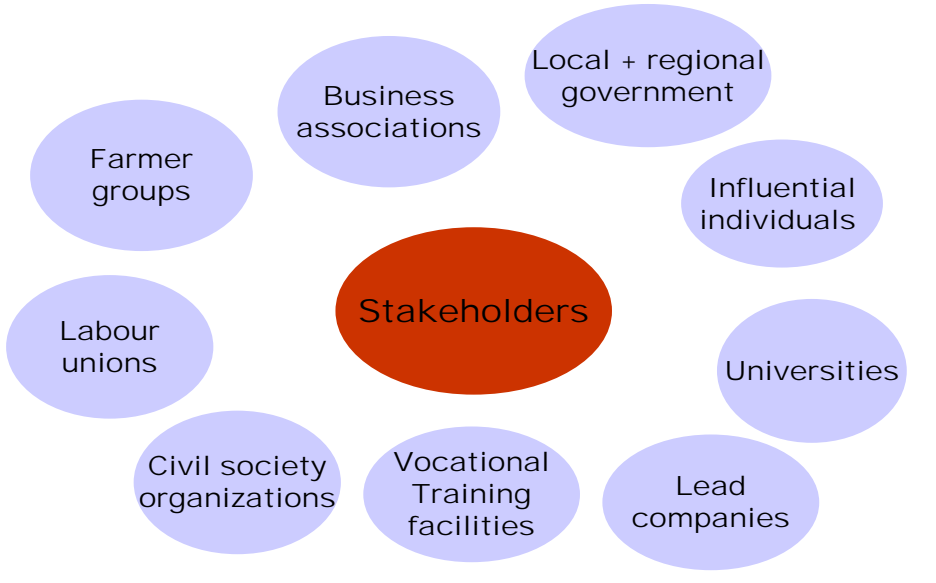 Local + regional
government
Business
associations
Farmer
groups
Influential
individuals
Stakeholders
Labour
unions
Universities
Civil society
organizations
Vocational
Training
facilities
Lead
companies